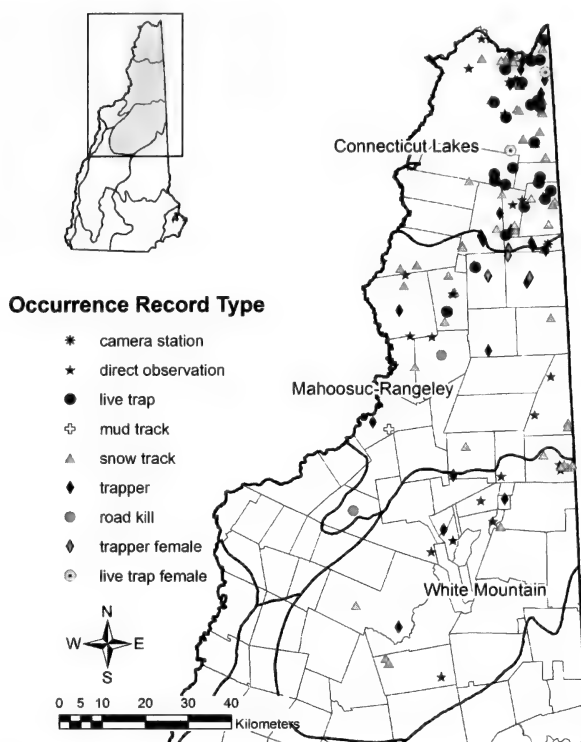 Connecticut Lakes
Occurrence Record Type
camera station
direct observation
live trap
mud track
snow track
trapper
road kill
trapper female
live trap female
Mahoosuc-Rangeley
White Mountain
N
W E
S
0 5 10 20 30 40
Kilometers